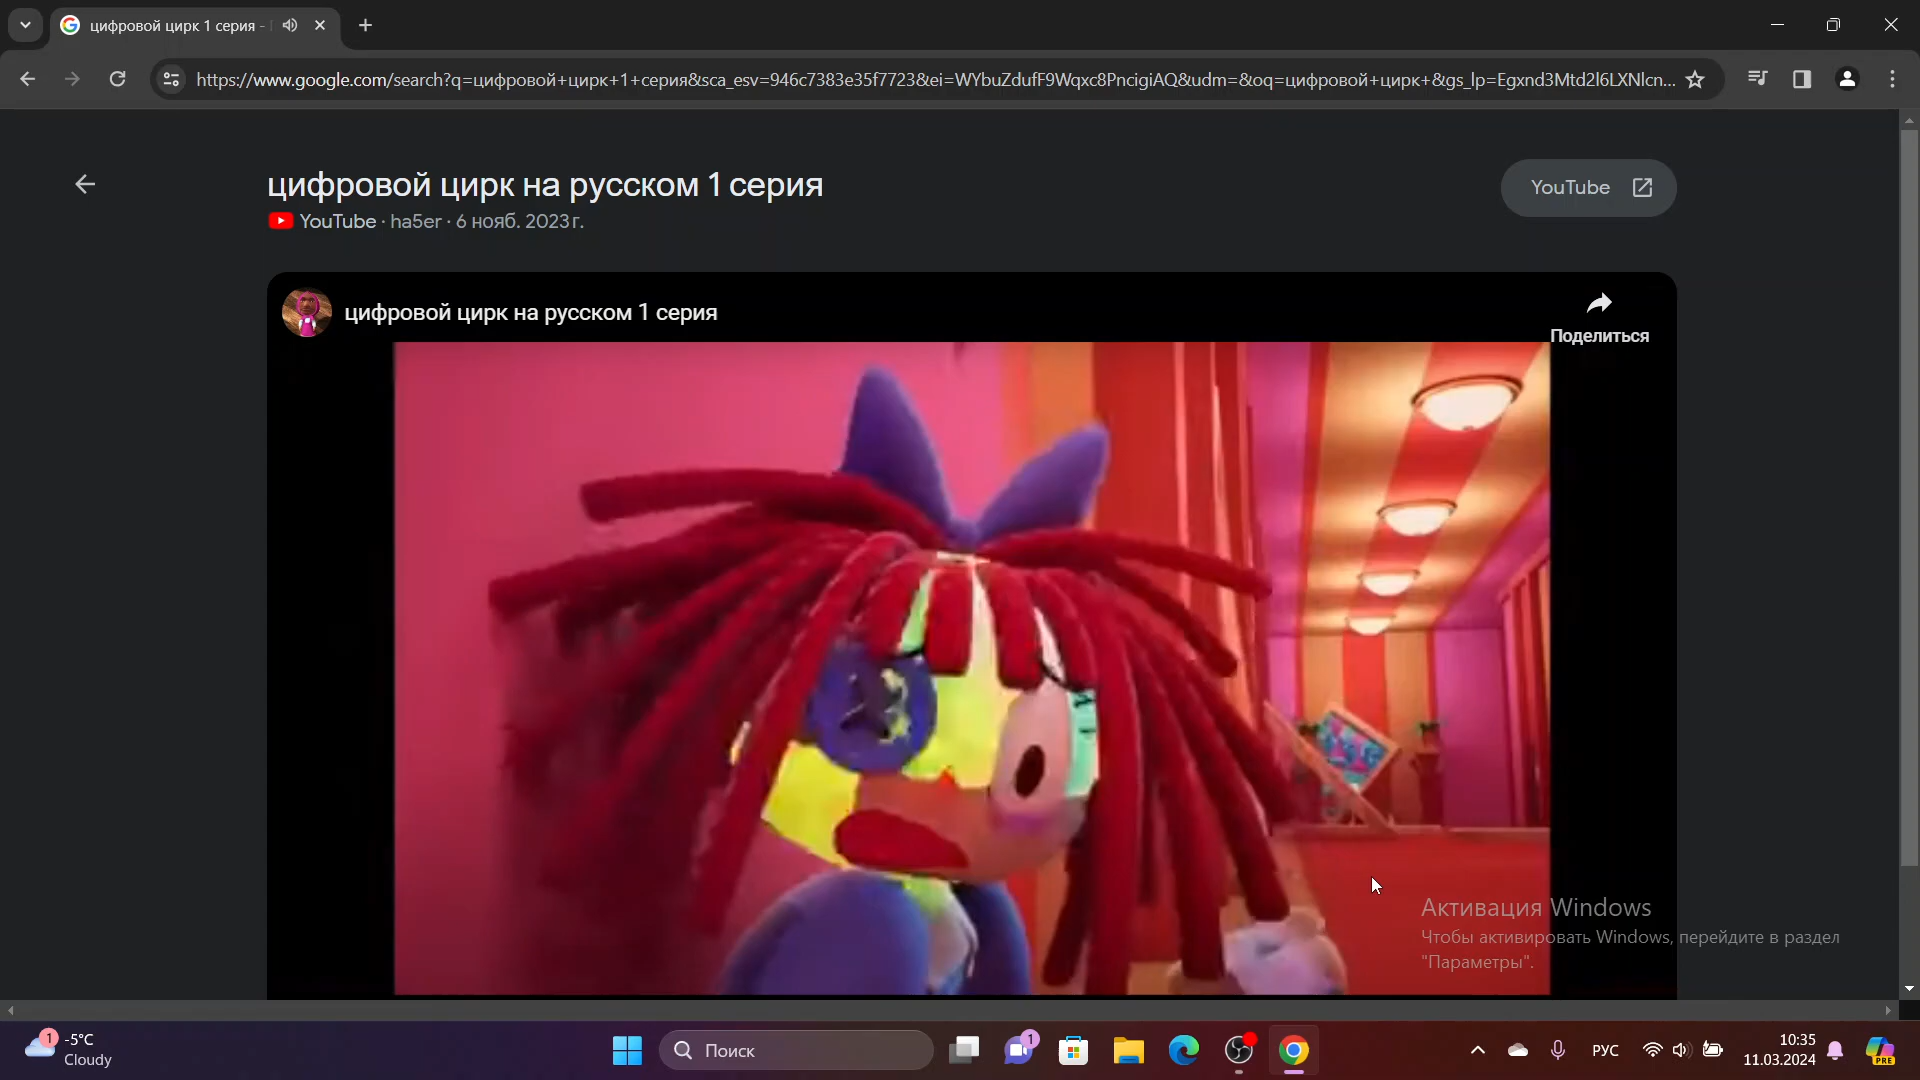 цифровой цирк 1 серия -
https://www.google.com/search?q=цифровой+цирк+1+серия&sca_esv=946c7383e35f7723&ei=WYbuZdufF9Wqxc8PncigiAQ&udm=&oq=цифровой+цирк+&gs_lp=Egxnd3Mtd2l6LXNlcn...
цифровой цирк на русском 1 серия
YouTube · ha5er · 6 нояб. 2023 г.
YouTube
цифровой цирк на русском 1 серия
Поделиться
Активация Windows
Чтобы активировать Windows, перейдите в раздел
"Параметры".
1
-5°C
Cloudy
Поиск
1
РУС
10:35
11.03.2024
PRE